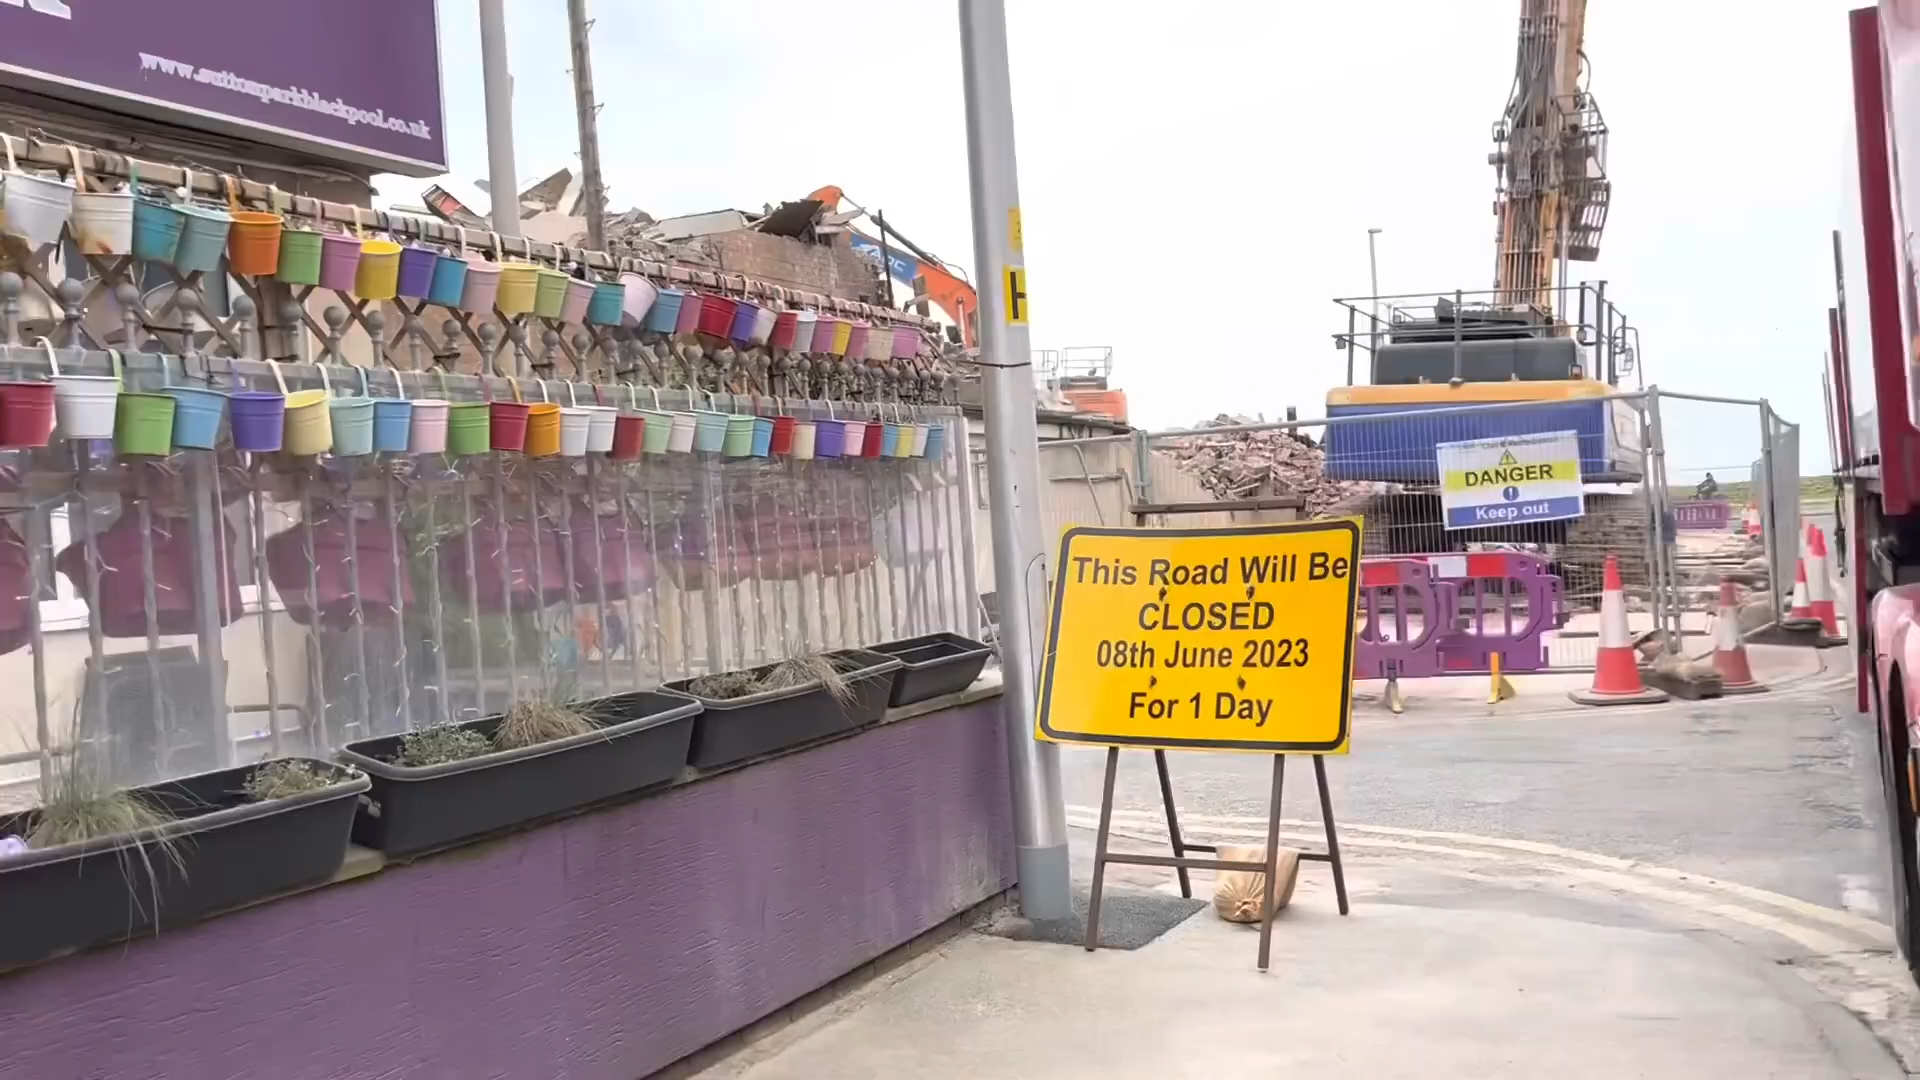 www.suttonparkblackpool.co.uk
H
This Road Will Be
CLOSED
08th June 2023
For 1 Day
DANGER
Keep out